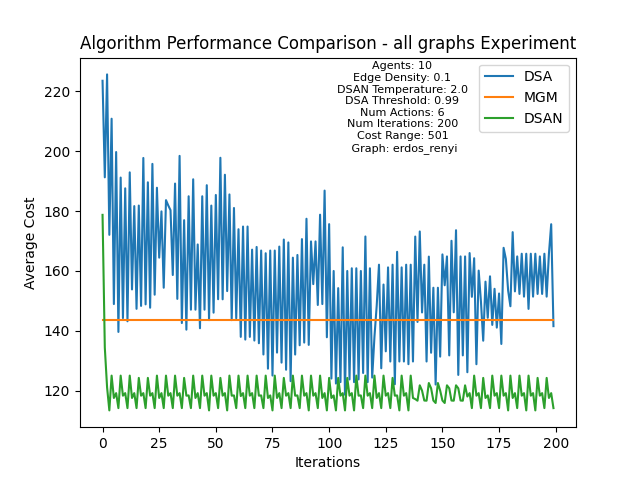 Algorithm Performance Comparison - all graphs Experiment
Agents: 10
Edge Density: 0.1
DSAN Temperature: 2.0
DSA Threshold: 0.99
Num Actions: 6
Num Iterations: 200
Cost Range: 501
Graph: erdos_renyi
DSA
MGM
DSAN
Average Cost
220
200
180
160
140
120
0
25
50
75
100
125
150
175
200
Iterations